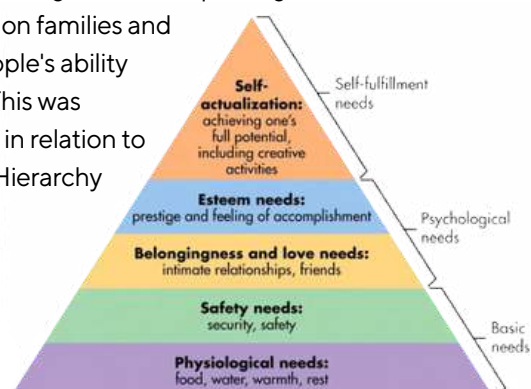 on families and
ople's ability
This was
in relation to
Hierarchy
Self-
actualization:
achieving one's
full potential,
including creative
activities
Esteem needs:
prestige and feeling of accomplishment
Belongingness and love needs:
intimate relationships, friends
Safety needs:
security, safety
Physiological needs:
food, water, warmth, rest
Self-fulfillment
needs
Psychological
needs
Basic
needs